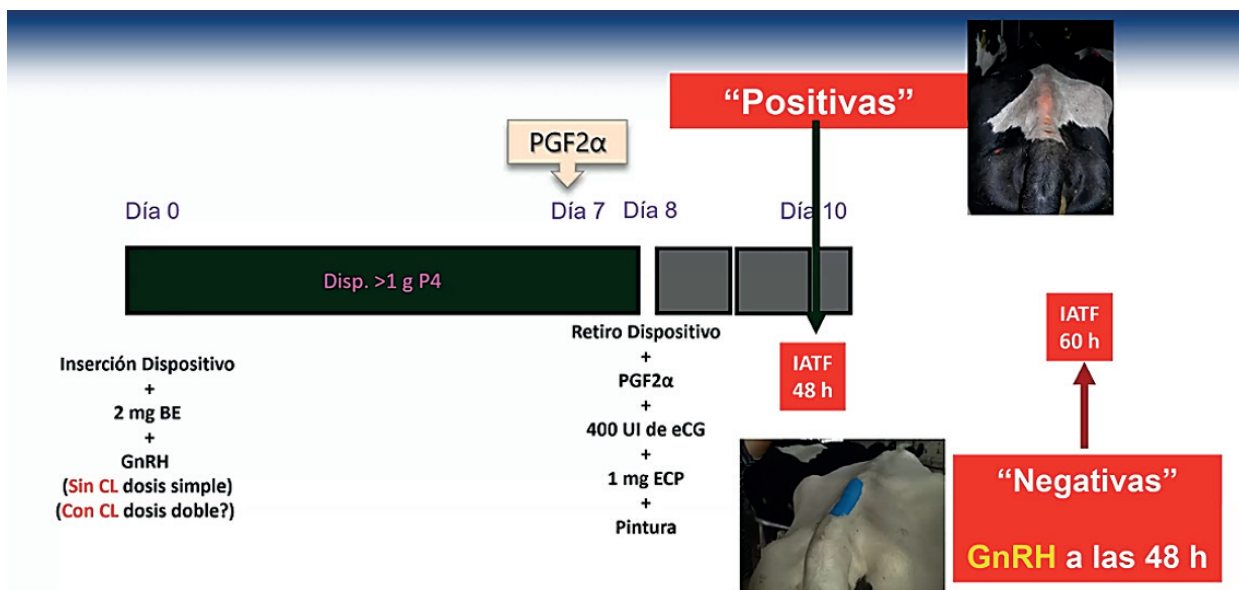 “Positivas”
PGF2α
Día 0
Día 7
Día 8
Día 10
Disp. >1 g P4
Inserción Dispositivo
+
2 mg BE
+
GnRH
(Sin CL dosis simple)
(Con CL dosis doble?)
Retiro Dispositivo
+
PGF2α
+
400 UI de eCG
+
1 mg ECP
+
Pintura
IATF
48 h
IATF
60 h
“Negativas”
GnRH a las 48 h